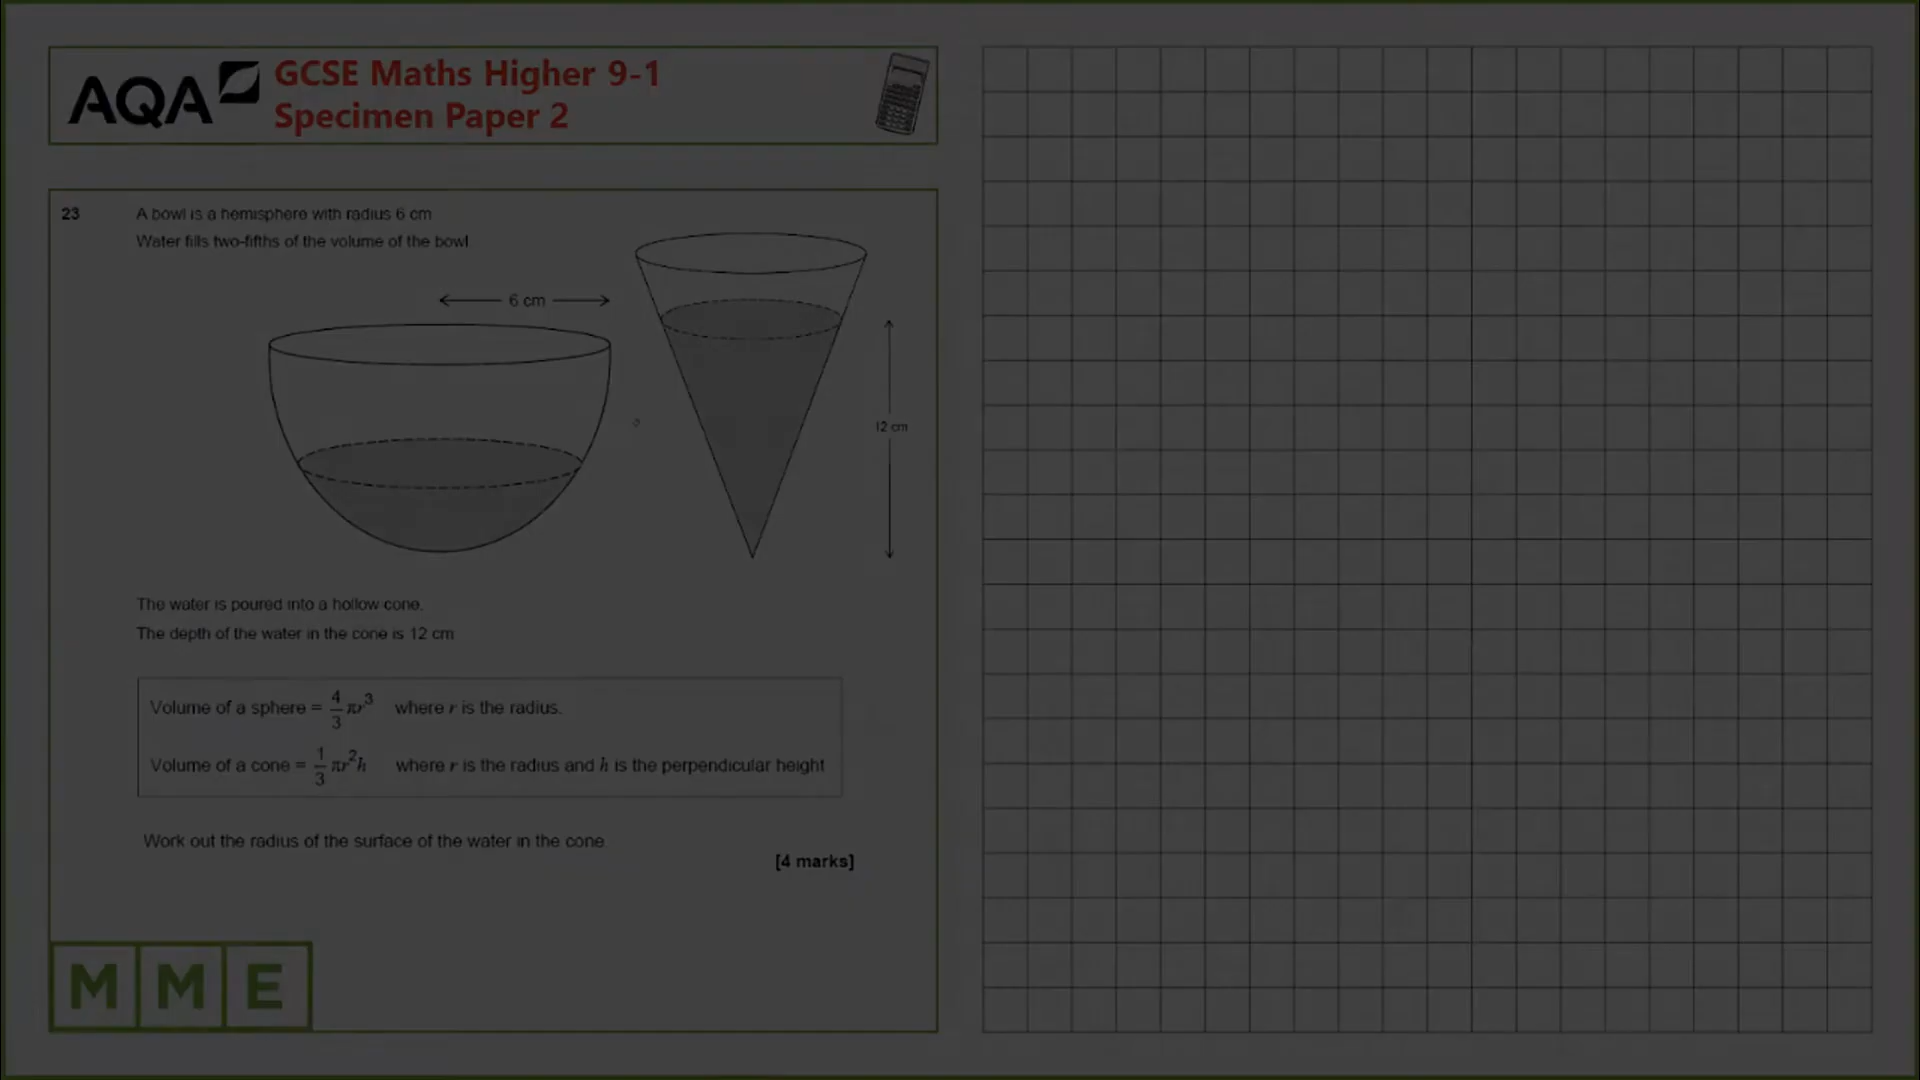 AQA
GCSE Maths Higher 9-1
Specimen Paper 2
23 A bowl is a hemisphere with radius 6 cm
Water fills two-fifths of the volume of the bowl
6 cm
12 cm
The water is poured into a hollow cone.
The depth of the water in the cone is 12 cm
Volume of a sphere = 4/3 πr³ where r is the radius.
Volume of a cone = 1/3 πr²h where r is the radius and h is the perpendicular height
Work out the radius of the surface of the water in the cone
[4 marks]
MME